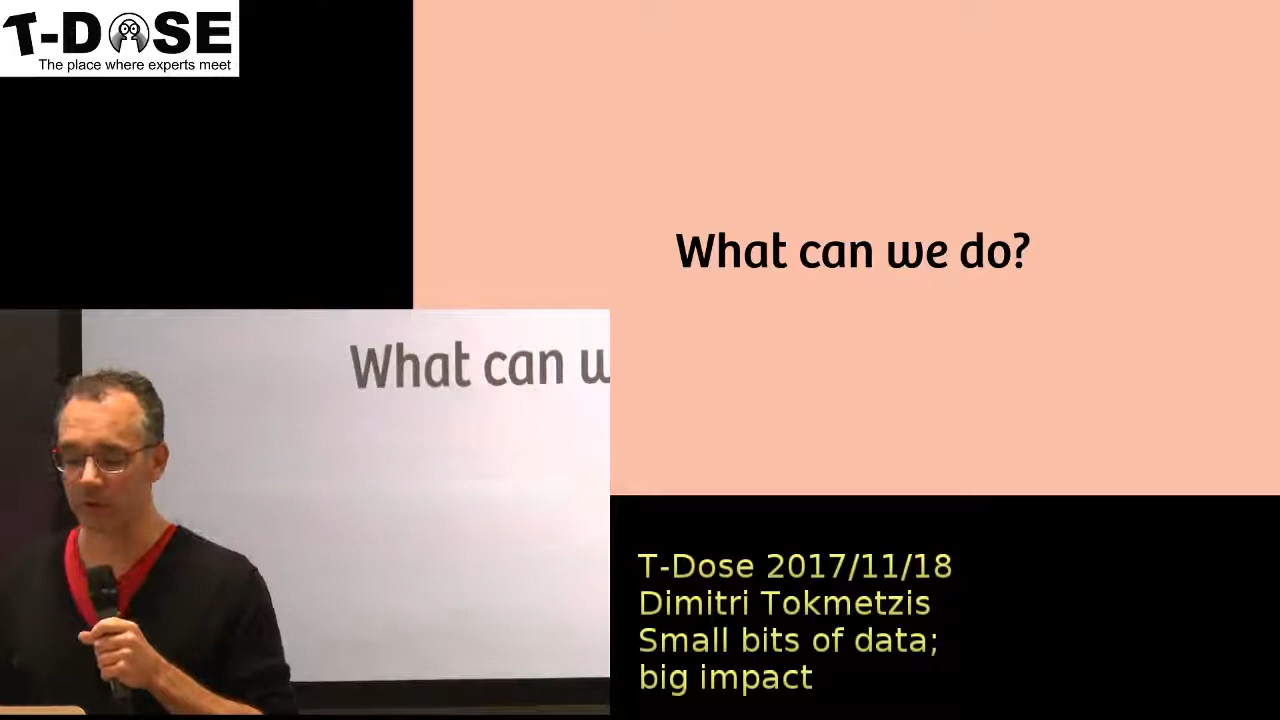 T-DOSE
The place where experts meet
What can we do?
What can w
T-Dose 2017/11/18
Dimitri Tokmetzis
Small bits of data;
big impact